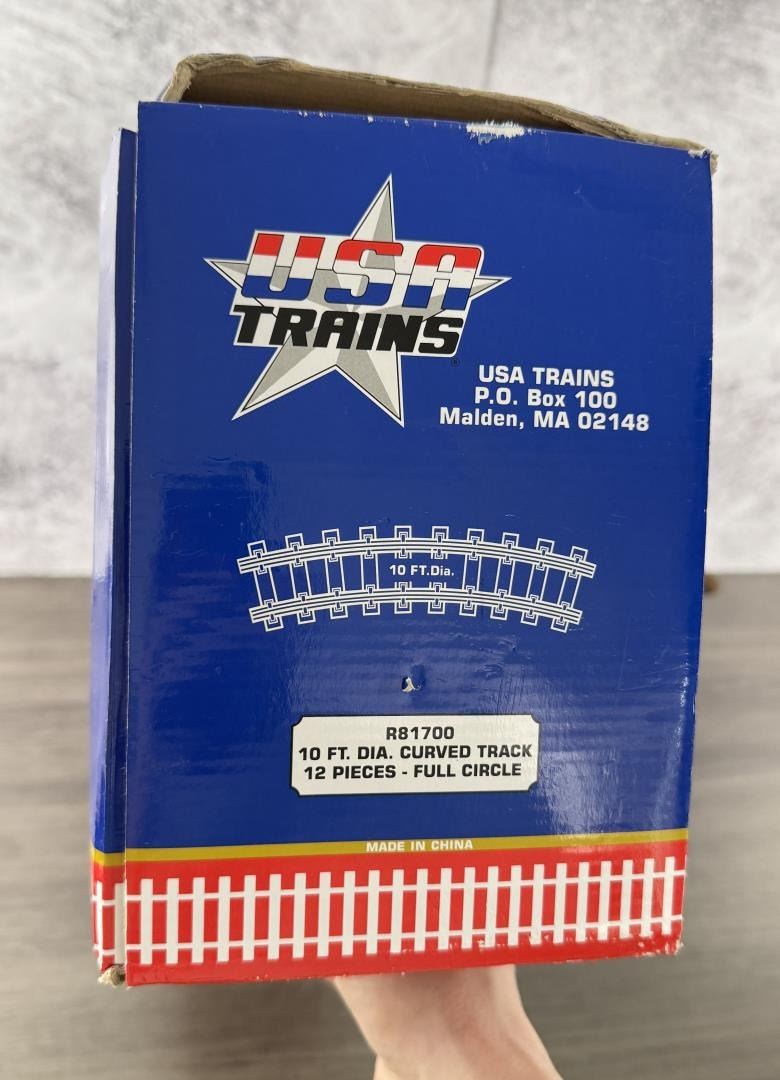 USA
TRAINS
®
USA TRAINS
P.O. Box 100
Malden, MA 02148
10 FT.Dia.
R81700
10 FT. DIA. CURVED TRACK
12 PIECES - FULL CIRCLE
MADE IN CHINA